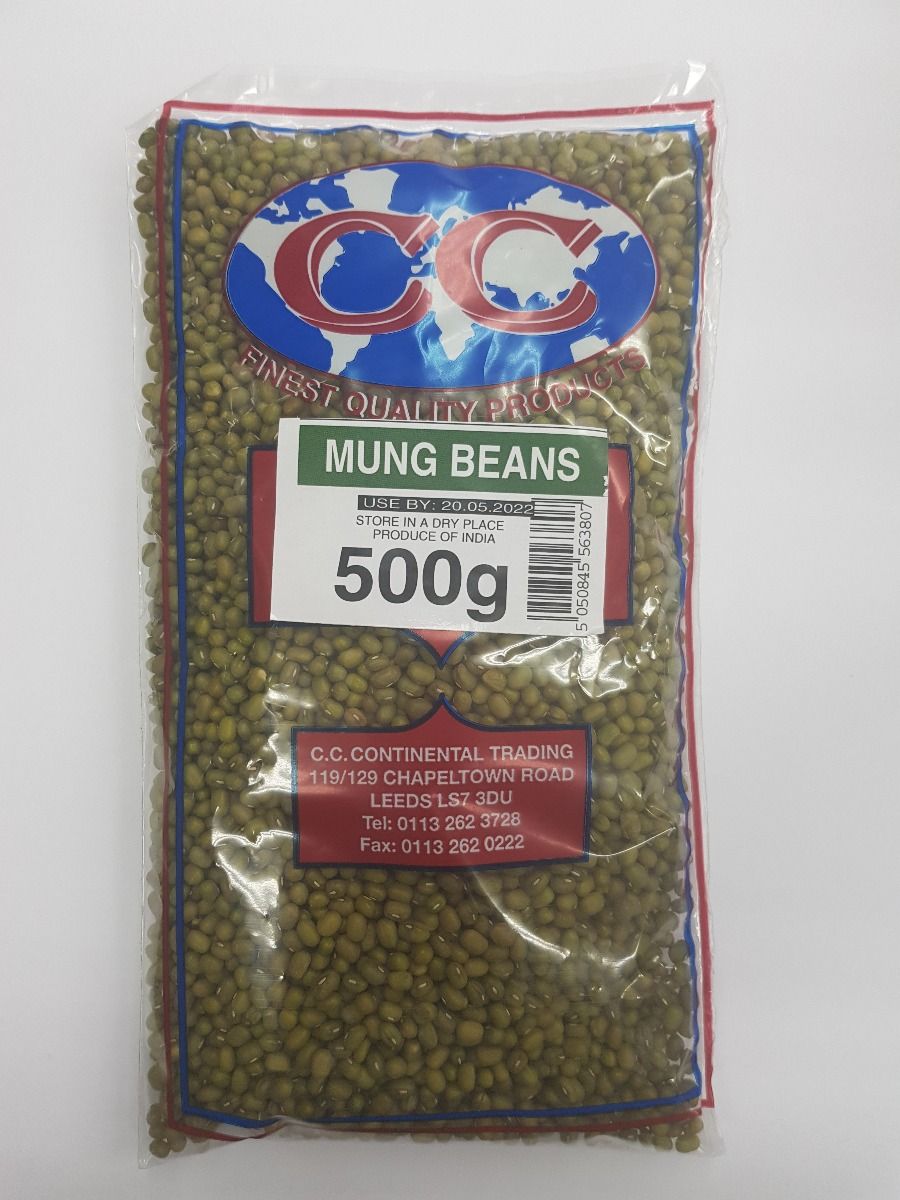 CC
FINEST QUALITY PRODUCTS
MUNG BEANS
USE BY: 20.05.2022
STORE IN A DRY PLACE
PRODUCE OF INDIA
500g
5 050845 563807
C.C. CONTINENTAL TRADING
119/129 CHAPELTOWN ROAD
LEEDS LS7 3DU
Tel: 0113 262 3728
Fax: 0113 262 0222